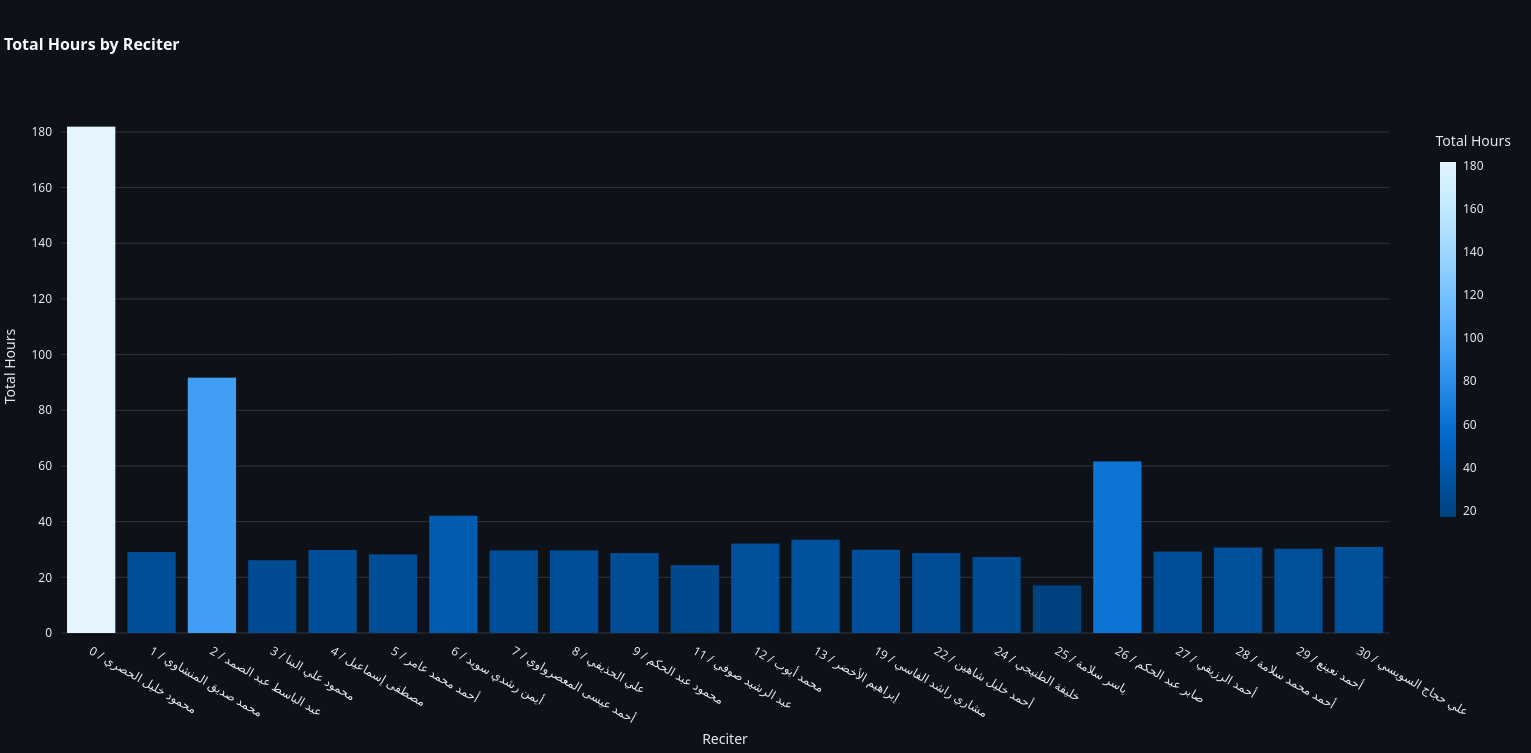 Total Hours by Reciter
180
160
140
120
100
80
60
40
20
0
Total Hours
0 / محمود خليل الحصري
1 / محمد صديق المنشاوي
2 / عبد الباسط عبد الصمد
3 / محمود علي البنا
4 / مصطفى إسماعيل
5 / أحمد محمد عامر
6 / أيمن رشدي سويد
7 / أحمد عيسى المعصراوي
8 / علي الحذيفي
9 / محمود عبد الحكم
11 / عبد الرشيد صوفي
12 / محمد أيوب
13 / إبراهيم الأخضر
19 / مشاري راشد الفاسي
22 / أحمد خليل شاهين
24 / خليفة الطنيجي
25 / ياسر سلامة
26 / صابر عبد الحكم
27 / أحمد الرزيقي
28 / أحمد محمد سلامة
29 / أحمد نعينع
30 / علي حجاج السويسي
Reciter
Total Hours
180
160
140
120
100
80
60
40
20